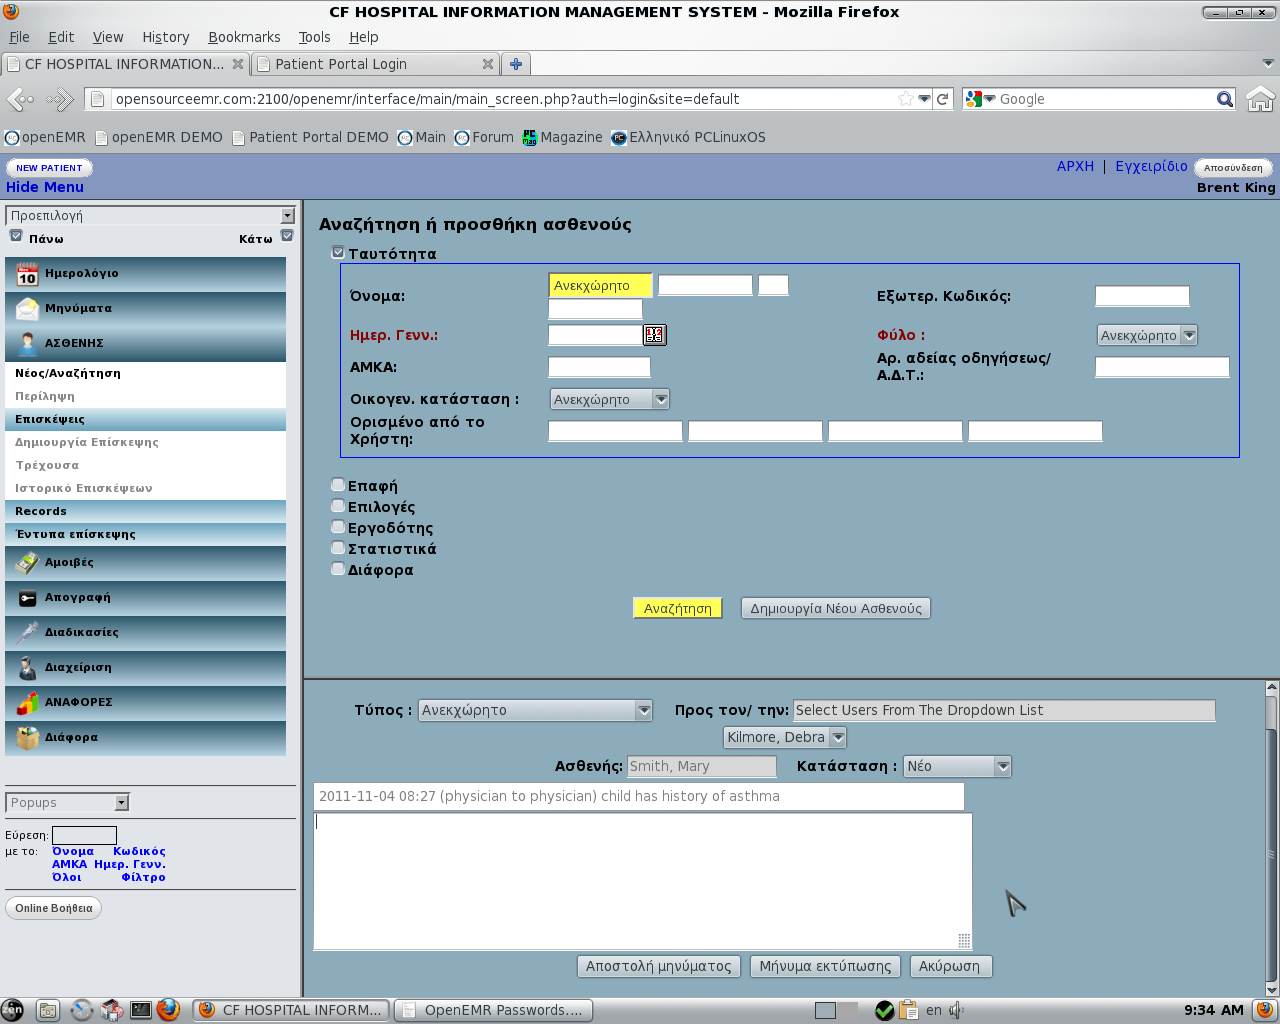 CF HOSPITAL INFORMATION MANAGEMENT SYSTEM - Mozilla Firefox
File Edit View History Bookmarks Tools Help
CF HOSPITAL INFORMATION... Patient Portal Login
opensourceemr.com:2100/openemr/interface/main/main_screen.php?auth=login&site=default Google
openEMR openEMR DEMO Patient Portal DEMO Main Forum Magazine Ελληνικό PCLinuxOS
NEW PATIENT ΑΡΧΗ | Εγχειρίδιο Αποσύνδεση
Hide Menu Brent King
Προεπιλογή
Πάνω Κάτω
Ημερολόγιο
Μηνύματα
ΑΣΘΕΝΗΣ
Νέος/Αναζήτηση
Περίληψη
Επισκέψεις
Δημιουργία Επίσκεψης
Τρέχουσα
Ιστορικό Επισκέψεων
Records
Έντυπα επίσκεψης
Αμοιβές
Απογραφή
Διαδικασίες
Διαχείριση
ΑΝΑΦΟΡΕΣ
Διάφορα
Popups
Εύρεση:
με το: Όνομα Κωδικός
ΑΜΚΑ Ημερ. Γενν.
Όλοι Φίλτρο
Online Βοήθεια
Αναζήτηση ή προσθήκη ασθενούς
Ταυτότητα
Όνομα: Ανεκχώρητο Εξωτερ. Κωδικός:
Ημερ. Γενν.: Φύλο : Ανεκχώρητο
ΑΜΚΑ: Αρ. αδείας οδηγήσεως/
Α.Δ.Τ.:
Οικογεν. κατάσταση : Ανεκχώρητο
Ορισμένο από το
Χρήστη:
Επαφή
Επιλογές
Εργοδότης
Στατιστικά
Διάφορα
Αναζήτηση Δημιουργία Νέου Ασθενούς
Τύπος : Ανεκχώρητο Προς τον/ την: Select Users From The Dropdown List
Kilmore, Debra
Ασθενής: Smith, Mary Κατάσταση : Νέο
2011-11-04 08:27 (physician to physician) child has history of asthma
Αποστολή μηνύματος Μήνυμα εκτύπωσης Ακύρωση
zen CF HOSPITAL INFORM... OpenEMR Passwords.... en 9:34 AM